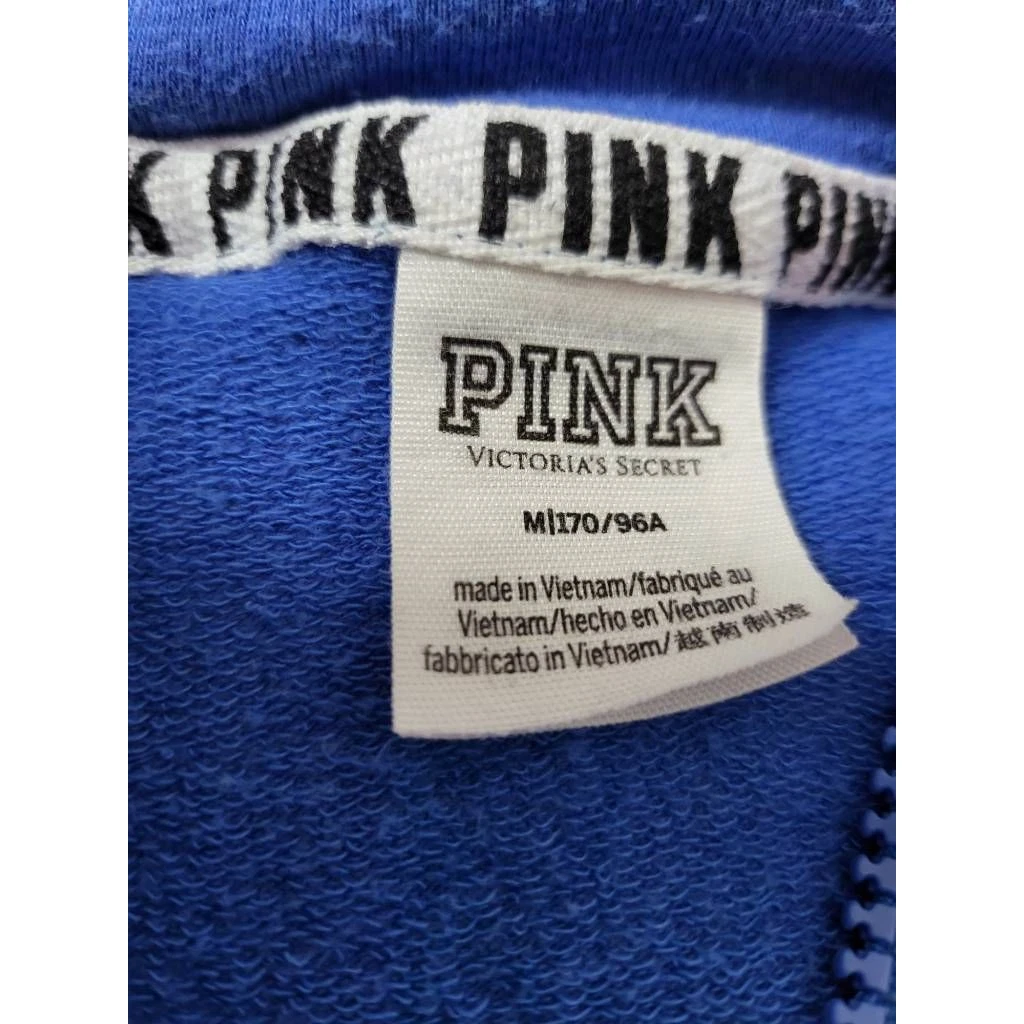 K PINK PINK PINK
PINK
VICTORIA'S SECRET
M|170/96A
made in Vietnam/fabriqué au
Vietnam/hecho en Vietnam/
fabbricato in Vietnam/越南制造